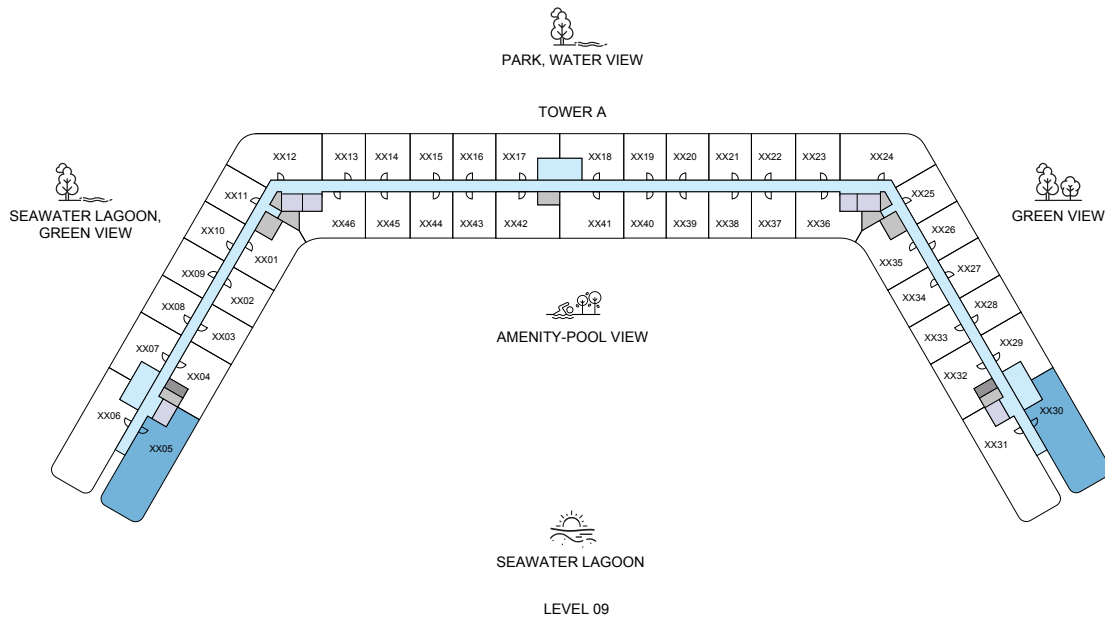 PARK, WATER VIEW
TOWER A
XX12
XX13
XX14
XX15
XX16
XX17
XX18
XX19
XX20
XX21
XX22
XX23
XX24
SEAWATER LAGOON,
GREEN VIEW
GREEN VIEW
XX11
XX25
XX10
XX46
XX45
XX44
XX43
XX42
XX41
XX40
XX39
XX38
XX37
XX36
XX26
XX01
XX35
XX09
XX27
XX02
XX34
XX08
XX28
XX03
XX33
AMENITY-POOL VIEW
XX07
XX29
XX04
XX32
XX06
XX30
XX05
XX31
SEAWATER LAGOON
LEVEL 09